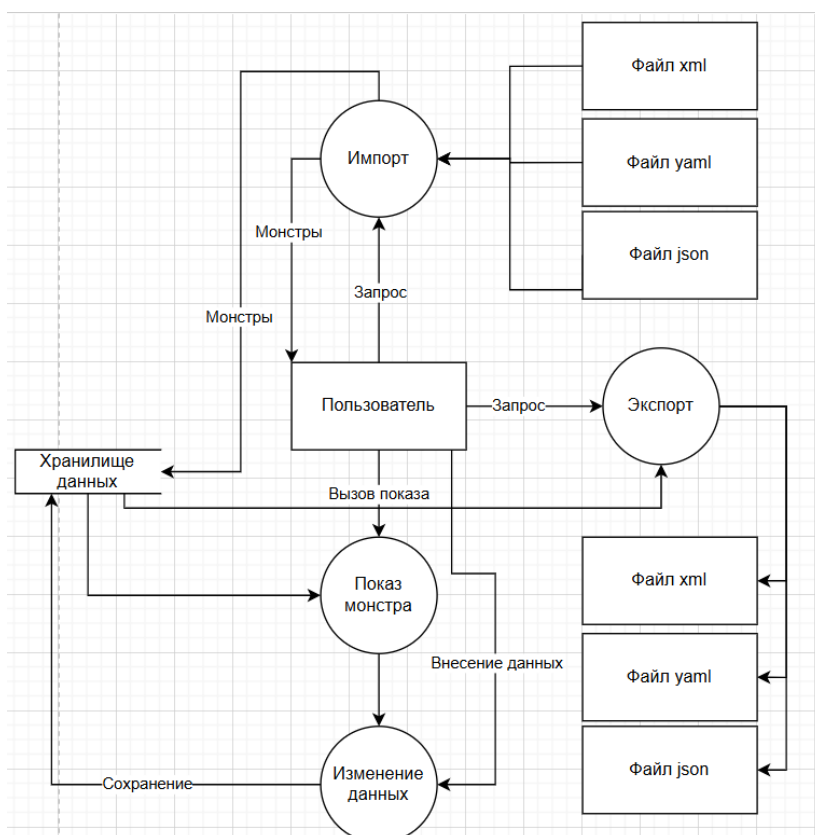 Файл xml
Импорт
Файл yaml
Монстры
Файл json
Запрос
Монстры
Пользователь
Запрос
Экспорт
Хранилище
данных
Вызов показа
Показ
монстра
Файл xml
Внесение данных
Файл yaml
Изменение
данных
Сохранение
Файл json